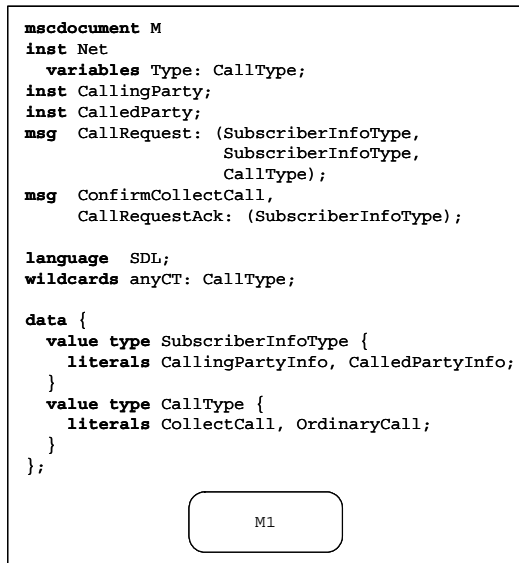 mscdocument M
inst Net
variables Type: CallType;
inst CallingParty;
inst CalledParty;
msg CallRequest: (SubscriberInfoType,
SubscriberInfoType,
CallType);
msg ConfirmCollectCall,
CallRequestAck: (SubscriberInfoType);
language SDL;
wildcards anyCT: CallType;
data {
value type SubscriberInfoType {
literals CallingPartyInfo, CalledPartyInfo;
}
value type CallType {
literals CollectCall, OrdinaryCall;
}
};
M1